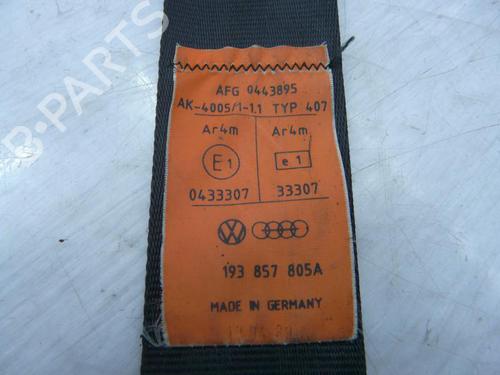 AFG 0443895
AK-4005/1-1.1 TYP 407
Ar4m Ar4m
E1 e 1
0433307 33307
193 857 805A
MADE IN GERMANY
B-PARTS